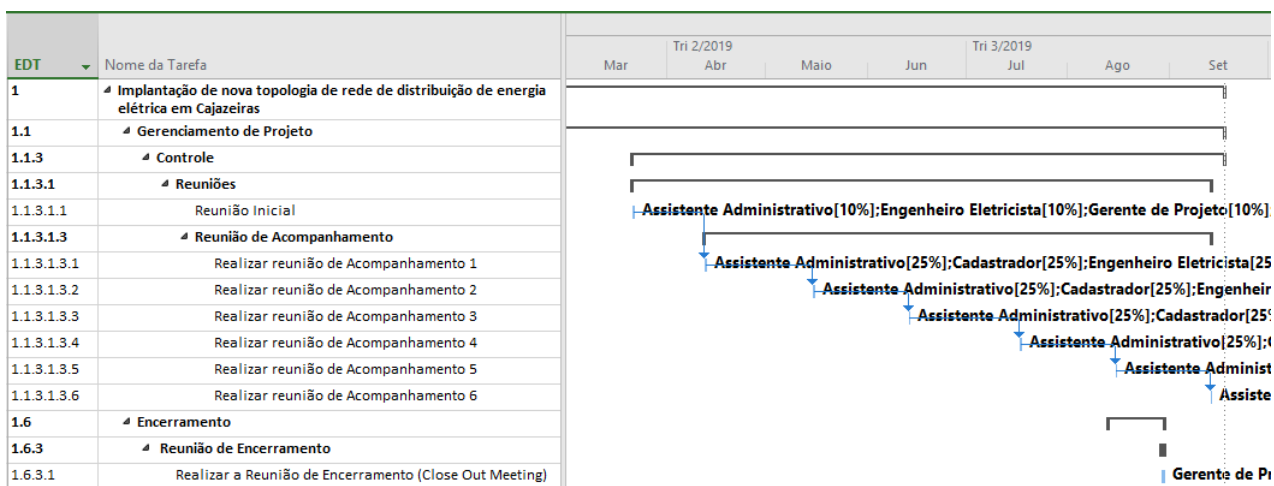 Tri 2/2019 Tri 3/2019
EDT Nome da Tarefa Mar Abr Maio Jun Jul Ago Set
1 Implantação de nova topologia de rede de distribuição de energia
elétrica em Cajazeiras
1.1 Gerenciamento de Projeto
1.1.3 Controle
1.1.3.1 Reuniões
1.1.3.1.1 Reunião Inicial Assistente Administrativo[10%];Engenheiro Eletricista[10%];Gerente de Projeto[10%];
1.1.3.1.3 Reunião de Acompanhamento
1.1.3.1.3.1 Realizar reunião de Acompanhamento 1 Assistente Administrativo[25%];Cadastrador[25%];Engenheiro Eletricista[25
1.1.3.1.3.2 Realizar reunião de Acompanhamento 2 Assistente Administrativo[25%];Cadastrador[25%];Engenheir
1.1.3.1.3.3 Realizar reunião de Acompanhamento 3 Assistente Administrativo[25%];Cadastrador[25%
1.1.3.1.3.4 Realizar reunião de Acompanhamento 4 Assistente Administrativo[25%];C
1.1.3.1.3.5 Realizar reunião de Acompanhamento 5 Assistente Administ
1.1.3.1.3.6 Realizar reunião de Acompanhamento 6 Assiste
1.6 Encerramento
1.6.3 Reunião de Encerramento
1.6.3.1 Realizar a Reunião de Encerramento (Close Out Meeting) Gerente de Pr